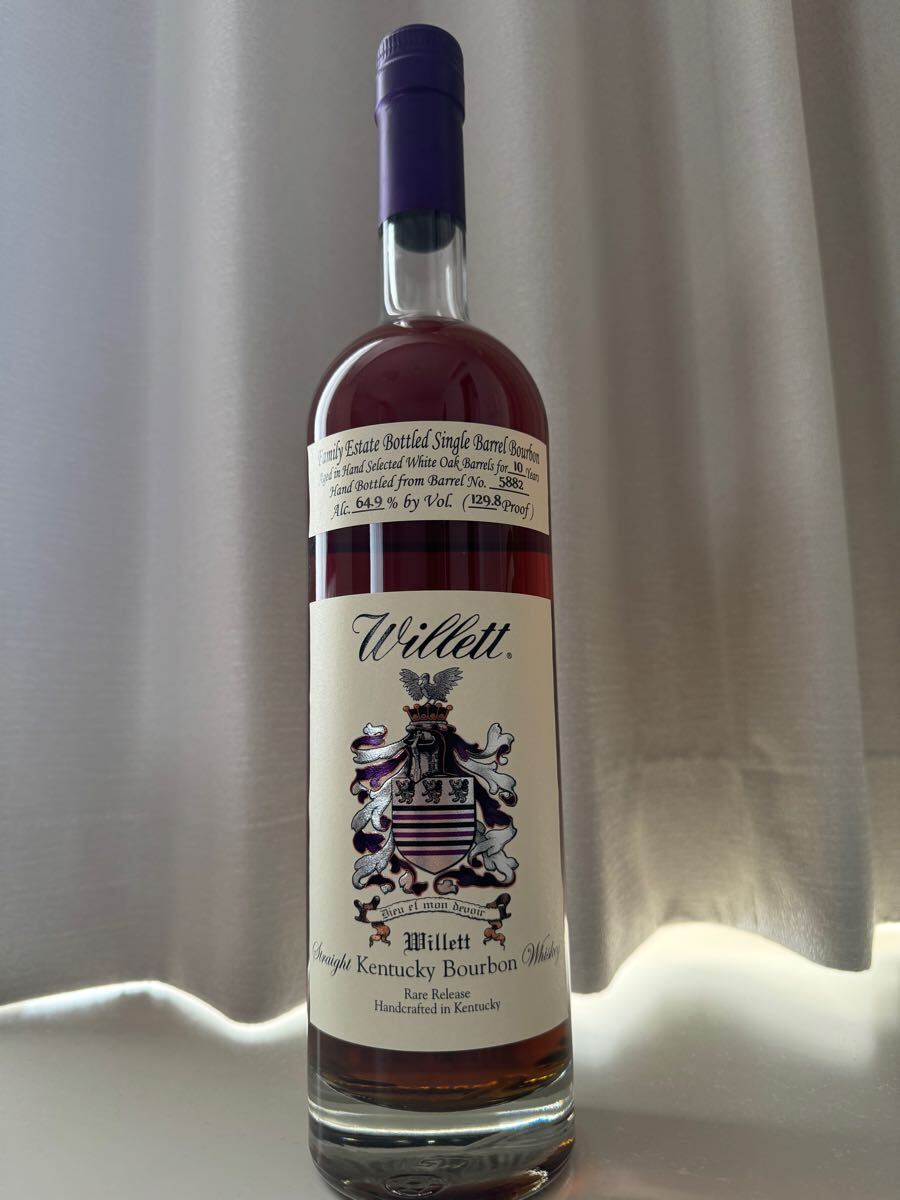 Family Estate Bottled Single Barrel Bourbon
Aged in Hand Selected White Oak Barrels for 10 Years
Hand Bottled from Barrel No. 5882
Alc. 64.9 % by Vol. (129.8 Proof)
Willett®
Dieu et mon devoir
Willett
Straight Kentucky Bourbon Whiskey
Rare Release
Handcrafted in Kentucky